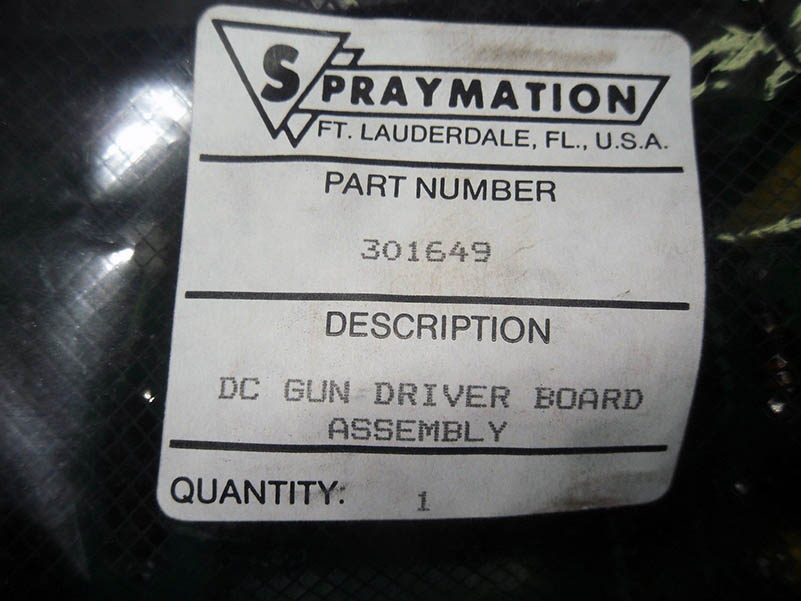 SPRAYMATION
FT. LAUDERDALE, FL., U.S.A.
PART NUMBER
301649
DESCRIPTION
DC GUN DRIVER BOARD
ASSEMBLY
QUANTITY: 1